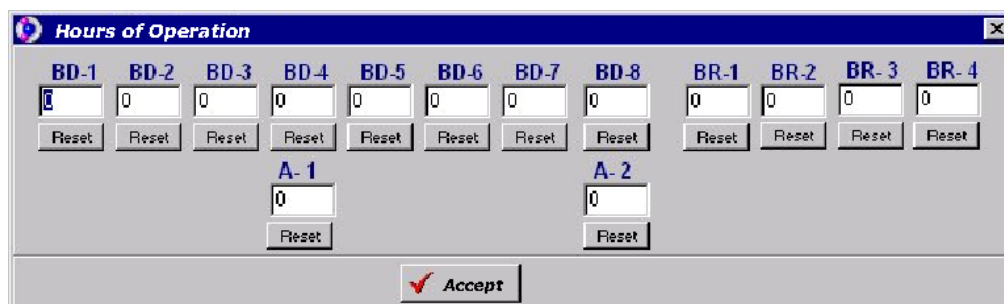 Hours of Operation
BD-1 BD-2 BD-3 BD-4 BD-5 BD-6 BD-7 BD-8 BR-1 BR-2 BR- 3 BR- 4
0 0 0 0 0 0 0 0 0 0 0 0
Reset Reset Reset Reset Reset Reset Reset Reset Reset Reset Reset Reset
A- 1 A- 2
0 0
Reset Reset
Accept